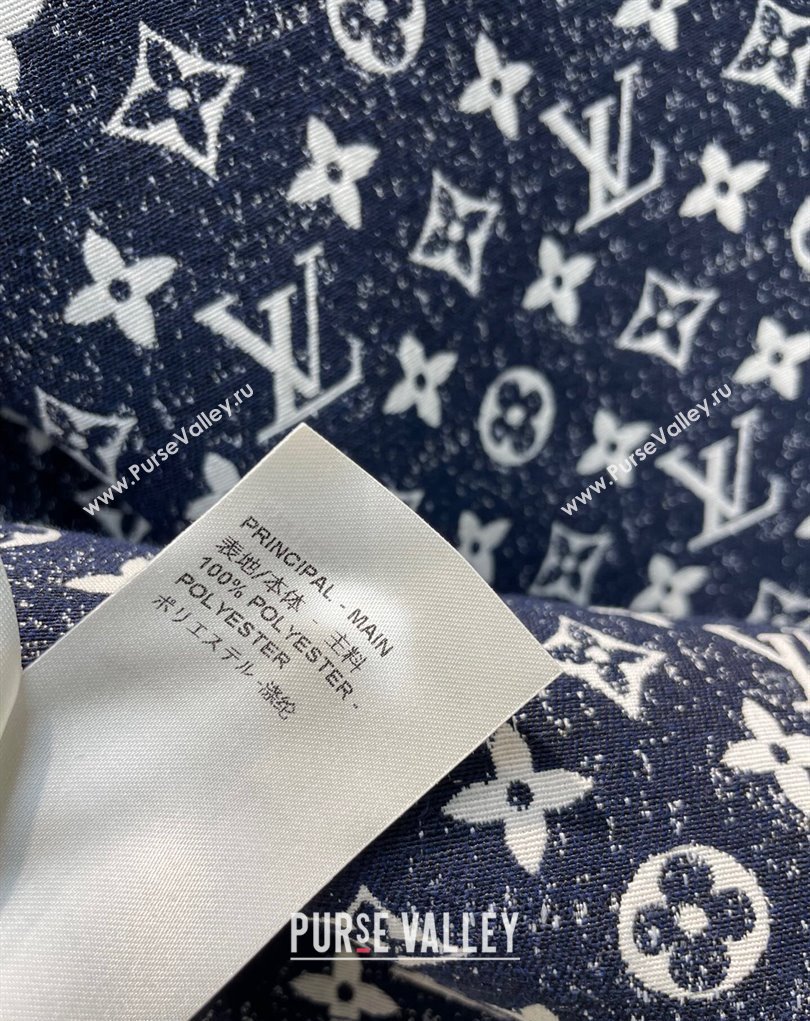 www.PurseValley.ru
www.PurseValley.ru
PRINCIPAL - MAIN
表地/本体 - 主料
100% POLYESTER -
POLYESTER
ポリエステル -涤纶
PURSE VALLEY